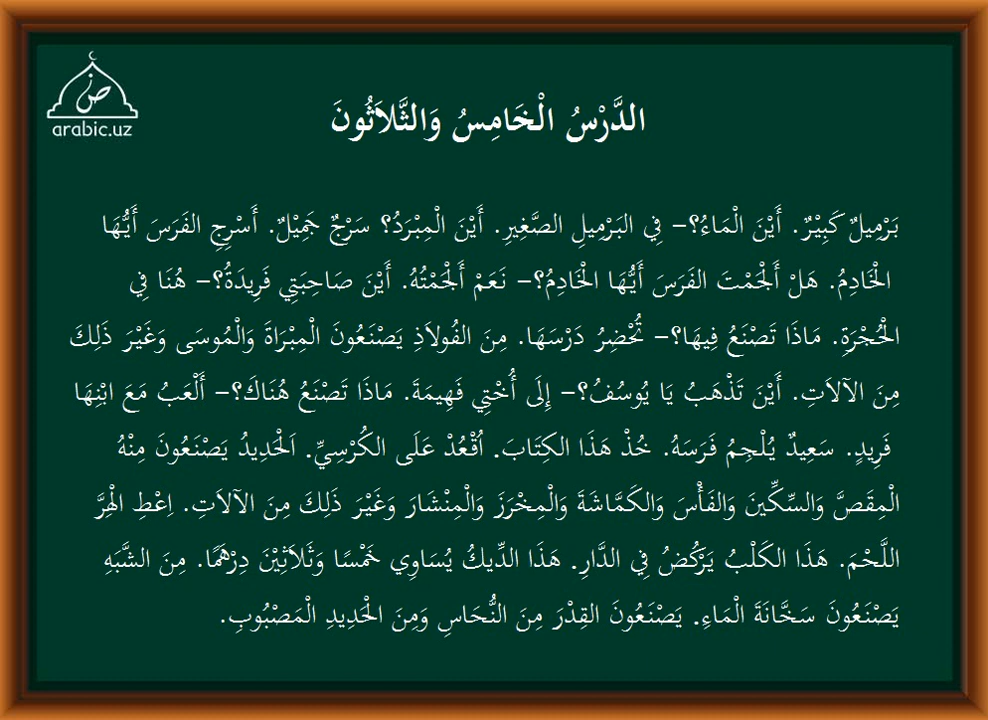 ض
arabic.uz
الدَّرْسُ الْخَامِسُ وَالثَّلَاثُونَ
بَرْمِيلٌ كَبِيْرٌ. أَيْنَ الْمَاءُ؟– فِي البَرْمِيلِ الصَّغِيرِ. أَيْنَ الْمِبْرَدُ؟ سَرْجٌ جَمِيْلٌ. أَسْرِجِ الفَرَسَ أَيُّهَا
الْخَادِمُ. هَلْ أَلْجَمْتَ الفَرَسَ أَيُّهَا الْخَادِمُ؟– نَعَمْ أَلْجَمْتُهُ. أَيْنَ صَاحِبَتِي فَرِيدَةُ؟– هُنَا فِي
الْحُجْرَةِ. مَاذَا تَصْنَعُ فِيهَا؟– تُحْضِرُ دَرْسَهَا. مِنَ الفُولَاذِ يَصْنَعُونَ الْمِبْرَاةَ وَالْمُوسَى وَغَيْرَ ذَلِكَ
مِنَ الآلَاتِ. أَيْنَ تَذْهَبُ يَا يُوسُفُ؟– إِلَى أُخْتِي فَهِيمَةَ. مَاذَا تَصْنَعُ هُنَاكَ؟– أَلْعَبُ مَعَ ابْنِهَا
فَرِيدٍ. سَعِيدٌ يُلْجِمُ فَرَسَهُ. خُذْ هَذَا الكِتَابَ. اُقْعُدْ عَلَى الكُرْسِيِّ. اَلْحَدِيدُ يَصْنَعُونَ مِنْهُ
الْمِقَصَّ وَالسِّكِّينَ وَالفَأْسَ وَالكَمَّاشَةَ وَالْمِخْرَزَ وَالْمِنْشَارَ وَغَيْرَ ذَلِكَ مِنَ الآلَاتِ. اِعْطِ الْهِرَّ
اللَّحْمَ. هَذَا الكَلْبُ يَرْكُضُ فِي الدَّارِ. هَذَا الدِّيكُ يُسَاوِي خَمْسًا وَثَلَاثِيْنَ دِرْهَمًا. مِنَ الشَّبَهِ
يَصْنَعُونَ سَخَّانَةَ الْمَاءِ. يَصْنَعُونَ القِدْرَ مِنَ النُّحَاسِ وَمِنَ الْحَدِيدِ الْمَصْبُوبِ.